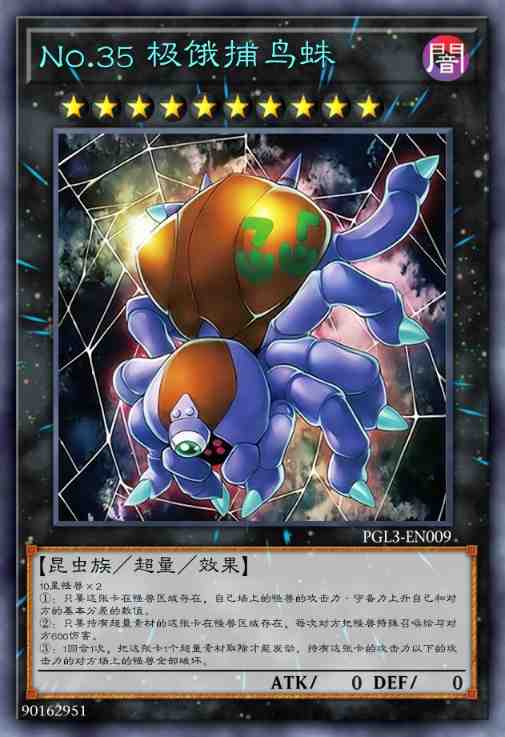 No.35 极饿捕鸟蛛
闇
35
PGL3-EN009
【昆虫族／超量／效果】
10星怪兽×2
①：只要这张卡在怪兽区域存在，自己场上的怪兽的攻击力·守备力上升自己和对
方的基本分差的数值。
②：只要持有超量素材的这张卡在怪兽区域存在，每次对方把怪兽特殊召唤给与对
方600伤害。
③：1回合1次，把这张卡1个超量素材取除才能发动。持有这张卡的攻击力以下的攻
击力的对方场上的怪兽全部破坏。
ATK/ 0 DEF/ 0
90162951